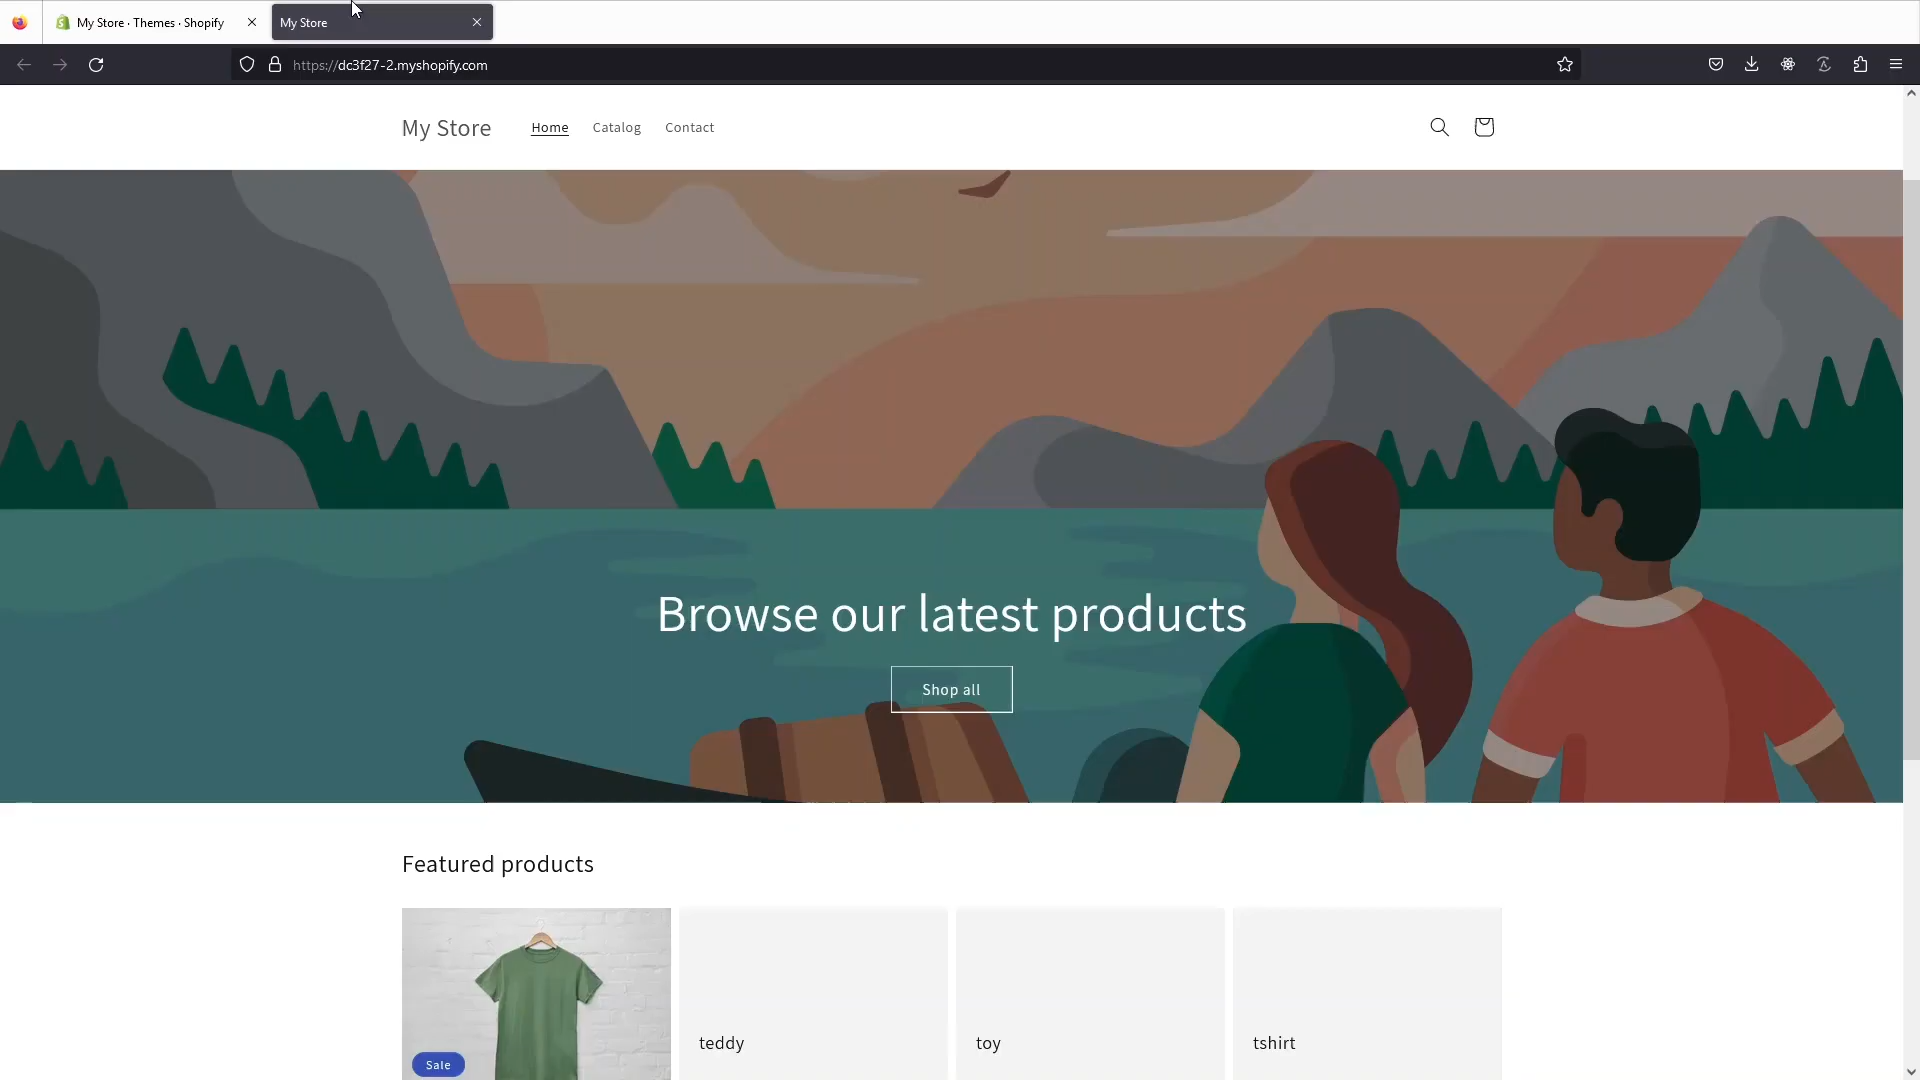 My Store · Themes · Shopify
My Store
https://dc3f27-2.myshopify.com
My Store
Home
Catalog
Contact
Browse our latest products
Shop all
Featured products
teddy
toy
tshirt
Sale